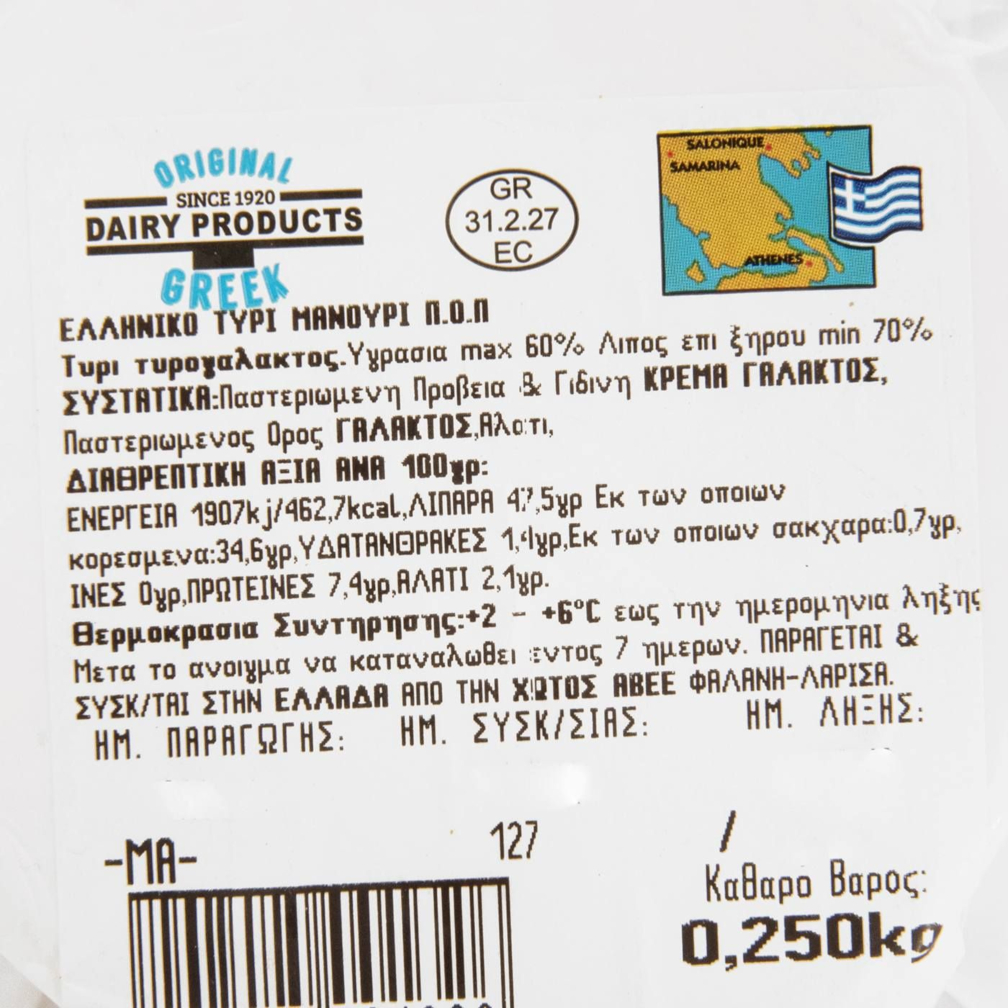 ORIGINAL
SINCE 1920
DAIRY PRODUCTS
GREEK
GR
31.2.27
EC
SALONIQUE
SAMARINA
ATHENES
ΕΛΛΗΝΙΚΟ ΤΥΡΙ ΜΑΝΟΥΡΙ Π.Ο.Π
Τυρι τυρογαλακτος.Υγρασια max 60% Λιπος επι ξηρου min 70%
ΣΥΣΤΑΤΙΚΑ:Παστεριωμενη Προβεια & Γιδινη ΚΡΕΜΑ ΓΑΛΑΚΤΟΣ,
Παστεριωμενος Ορος ΓΑΛΑΚΤΟΣ,Αλατι,
ΔΙΑΘΡΕΠΤΙΚΗ ΑΞΙΑ ΑΝΑ 100γρ:
ΕΝΕΡΓΕΙΑ 1907kj/462,7kcal,ΛΙΠΑΡΑ 47,5γρ Εκ των οποιων
κορεσμενα:34,6γρ,ΥΔΑΤΑΝΘΡΑΚΕΣ 1,4γρ,Εκ των οποιων σακχαρα:0,7γρ,
ΙΝΕΣ 0γρ,ΠΡΩΤΕΙΝΕΣ 7,4γρ,ΑΛΑΤΙ 2,1γρ.
Θερμοκρασια Συντηρησης:+2 - +6°C εως την ημερομηνια ληξης
Μετα το ανοιγμα να καταναλωθει εντος 7 ημερων. ΠΑΡΑΓΕΤΑΙ &
ΣΥΣΚ/ΤΑΙ ΣΤΗΝ ΕΛΛΑΔΑ ΑΠΟ ΤΗΝ ΧΩΤΟΣ ΑΒΕΕ ΦΑΛΑΝΗ-ΛΑΡΙΣΑ.
ΗΜ. ΠΑΡΑΓΩΓΗΣ: ΗΜ. ΣΥΣΚ/ΣΙΑΣ: ΗΜ. ΛΗΞΗΣ:
-ΜΑ- 127 /
Καθαρο Βαρος:
0,250kg